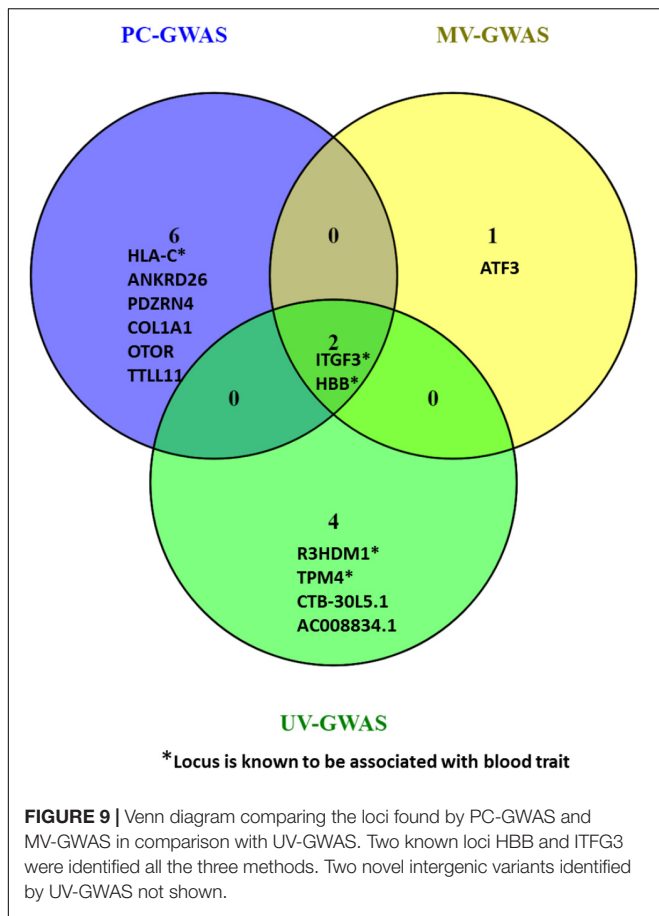 PC-GWAS
MV-GWAS
6
HLA-C*
ANKRD26
PDZRN4
COL1A1
OTOR
TTLL11
0
1
ATF3
2
ITGF3*
HBB*
0
0
4
R3HDM1*
TPM4*
CTB-30L5.1
AC008834.1
UV-GWAS
*Locus is known to be associated with blood trait
FIGURE 9 | Venn diagram comparing the loci found by PC-GWAS and
MV-GWAS in comparison with UV-GWAS. Two known loci HBB and ITFG3
were identified all the three methods. Two novel intergenic variants identified
by UV-GWAS not shown.